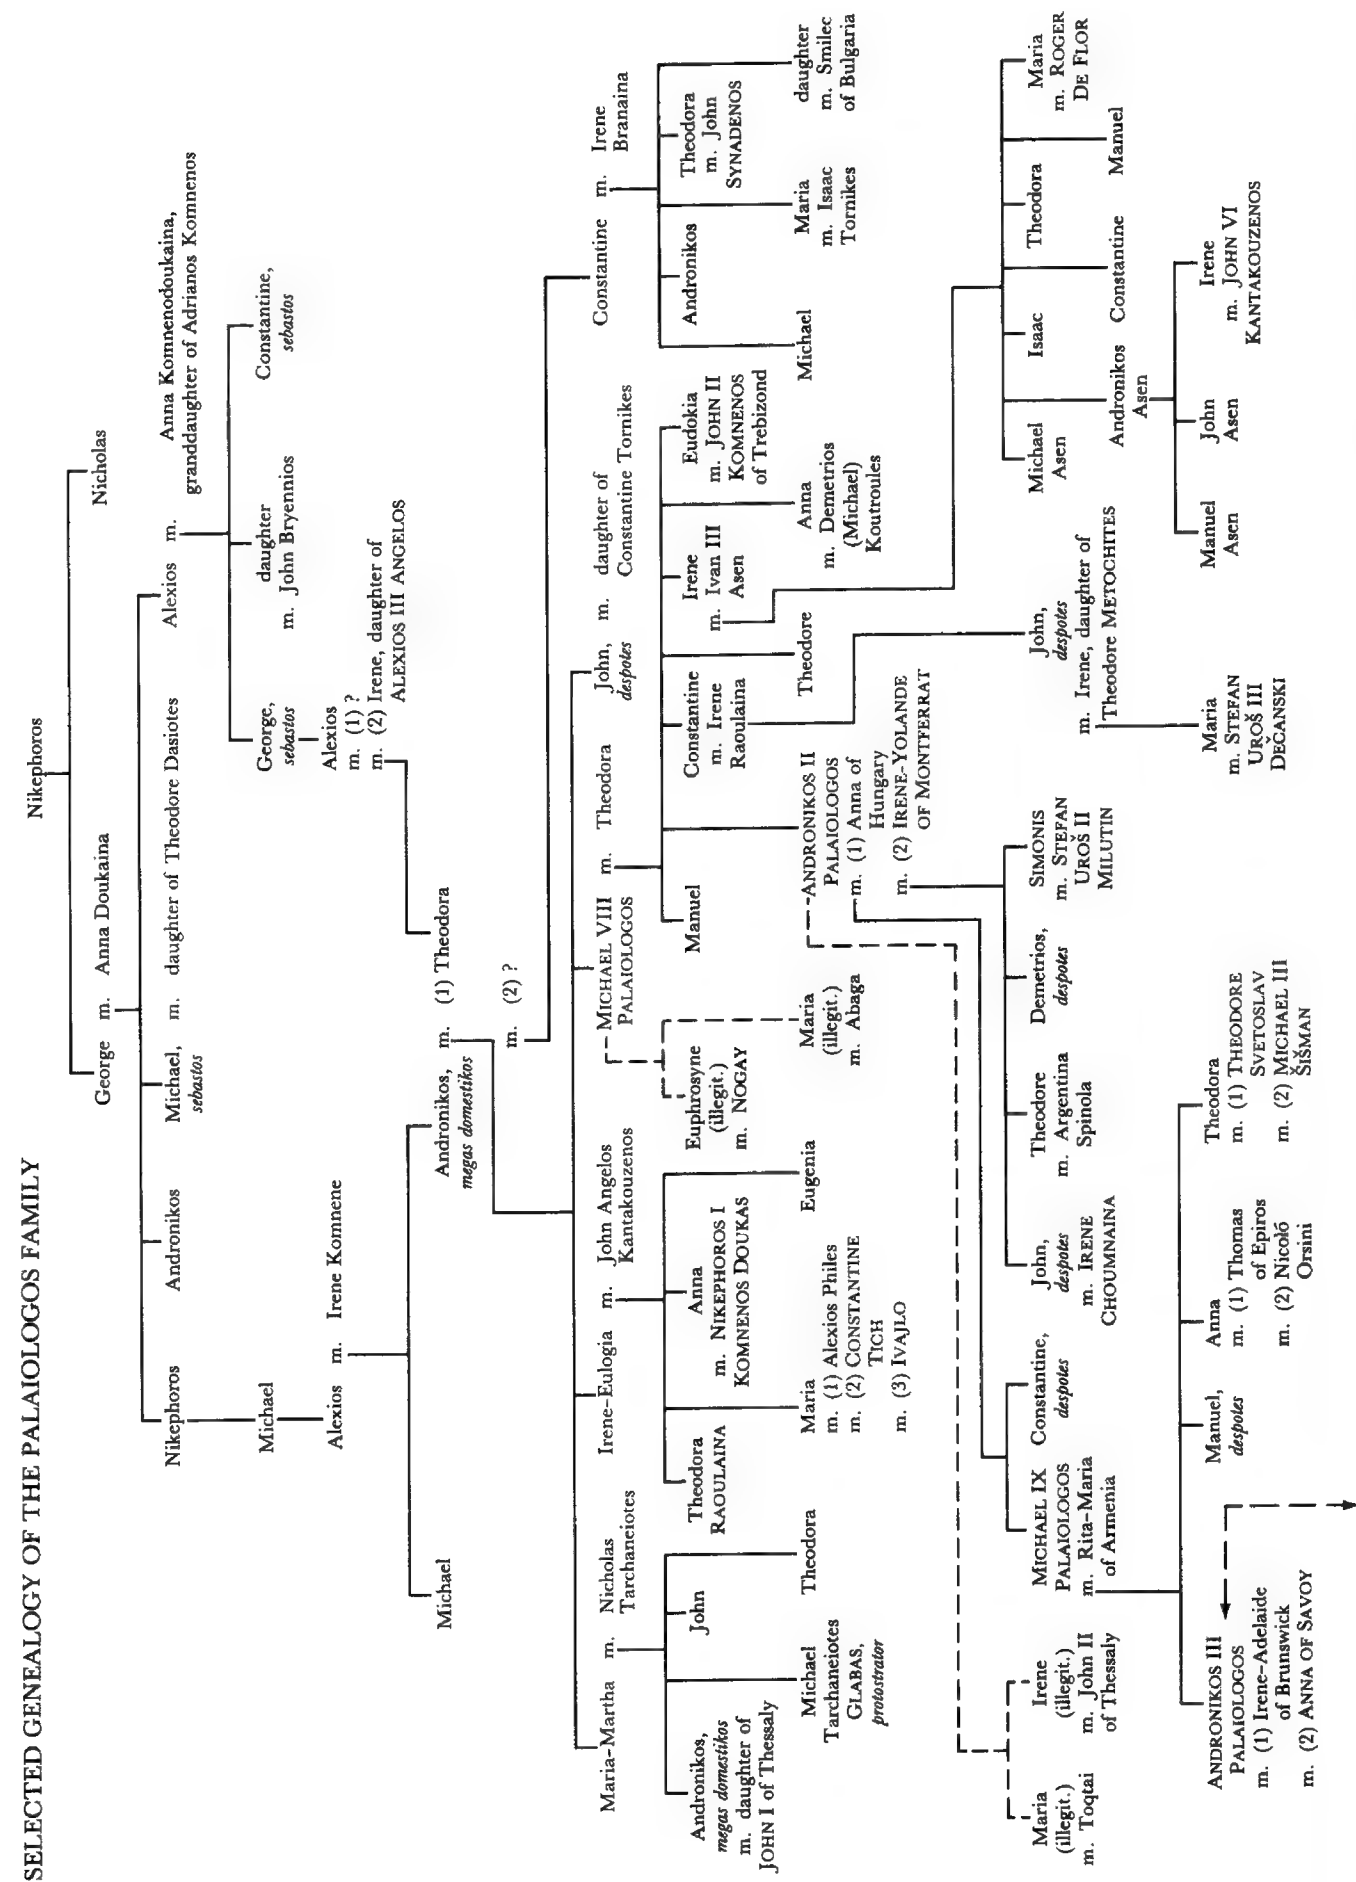 SELECTED GENEALOGY OF THE PALAIOLOGOS FAMILY
Nikephoros
George m. Anna Doukaina
Nicholas
Nikephoros
Andronikos
Michael,
sebastos
m. daughter of Theodore Dasiotes
Alexios m.
Anna Komnenodoukaina,
granddaughter of Adrianos Komnenos
Michael
George,
sebastos
daughter
m. John Bryennios
Constantine,
sebastos
Alexios m. Irene Komnene
Alexios
m. (1) ?
m. (2) Irene, daughter of
ALEXIOS III ANGELOS
Michael
Andronikos,
megas domestikos
m. (1) Theodora
m. (2) ?
Maria-Martha m. Nicholas
Tarchaneiotes
Irene-Eulogia m. John Angelos
Kantakouzenos
MICHAEL VIII
PALAIOLOGOS
m. Theodora
John,
despotes
m. daughter of
Constantine Tornikes
Constantine m. Irene
Branaina
Andronikos,
megas domestikos
m. daughter of
JOHN I of Thessaly
John
Michael
Tarchaneiotes
GLABAS,
protostrator
Theodora
Theodora
RAOULAINA
Anna
m. NIKEPHOROS I
KOMNENOS DOUKAS
Maria
m. (1) Alexios Philes
m. (2) CONSTANTINE
TICH
m. (3) IVAJLO
Eugenia
Euphrosyne
(illegit.)
m. NOGAY
Maria
(illegit.)
m. Abaga
Manuel
ANDRONIKOS II
PALAIOLOGOS
m. (1) Anna of
Hungary
m. (2) IRENE-YOLANDE
OF MONTFERRAT
Constantine
m. Irene
Raoulaina
Theodore
Irene
m. Ivan III
Asen
Anna
m. Demetrios
(Michael)
Koutroules
Eudokia
m. JOHN II
KOMNENOS
of Trebizond
Michael
Andronikos
Maria
m. Isaac
Tornikes
Theodora
m. John
SYNADENOS
daughter
m. Smilec
of Bulgaria
Maria
(illegit.)
m. Toqtai
Irene
(illegit.)
m. John II
of Thessaly
MICHAEL IX
PALAIOLOGOS
m. Rita-Maria
of Armenia
Constantine,
despotes
John,
despotes
m. IRENE
CHOUMNAINA
Theodore
m. Argentina
Spinola
Demetrios,
despotes
SIMONIS
m. STEFAN
UROŠ II
MILUTIN
John,
despotes
m. Irene, daughter of
Theodore METOCHITES
Michael
Asen
Andronikos
Asen
Isaac
Constantine
Theodora
Manuel
Maria
m. ROGER
DE FLOR
ANDRONIKOS III
PALAIOLOGOS
m. (1) Irene-Adelaide
of Brunswick
m. (2) ANNA OF SAVOY
Manuel,
despotes
Anna
m. (1) Thomas
of Epiros
m. (2) Nicolò
Orsini
Theodora
m. (1) THEODORE
SVETOSLAV
m. (2) MICHAEL III
ŠIŠMAN
Maria
m. STEFAN
UROŠ III
DEČANSKI
Manuel
Asen
John
Asen
Irene
m. JOHN VI
KANTAKOUZENOS